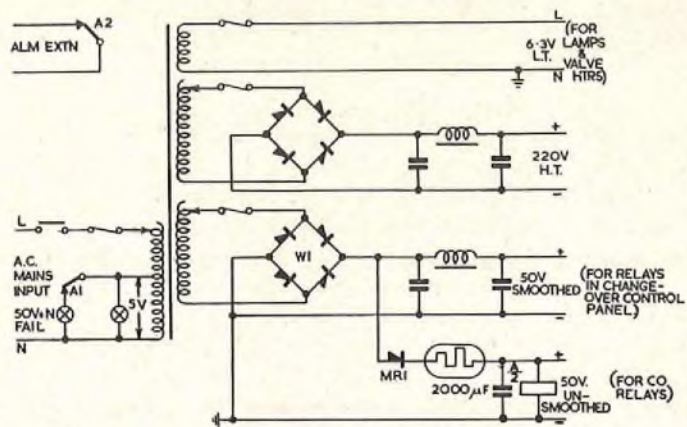 A2
ALM EXTN
L
(FOR
LAMPS
&
VALVE
HTRS)
6·3V
L.T.
N
+
220V
H.T.
−
L
A.C.
MAINS
INPUT
A1
50V+N
FAIL
5V
N
W1
+
50V
SMOOTHED
(FOR RELAYS
IN CHANGE-
OVER CONTROL
PANEL)
−
MR1
2000µF
A/2
+
50V.
UN-
SMOOTHED
(FOR CO
RELAYS)
−